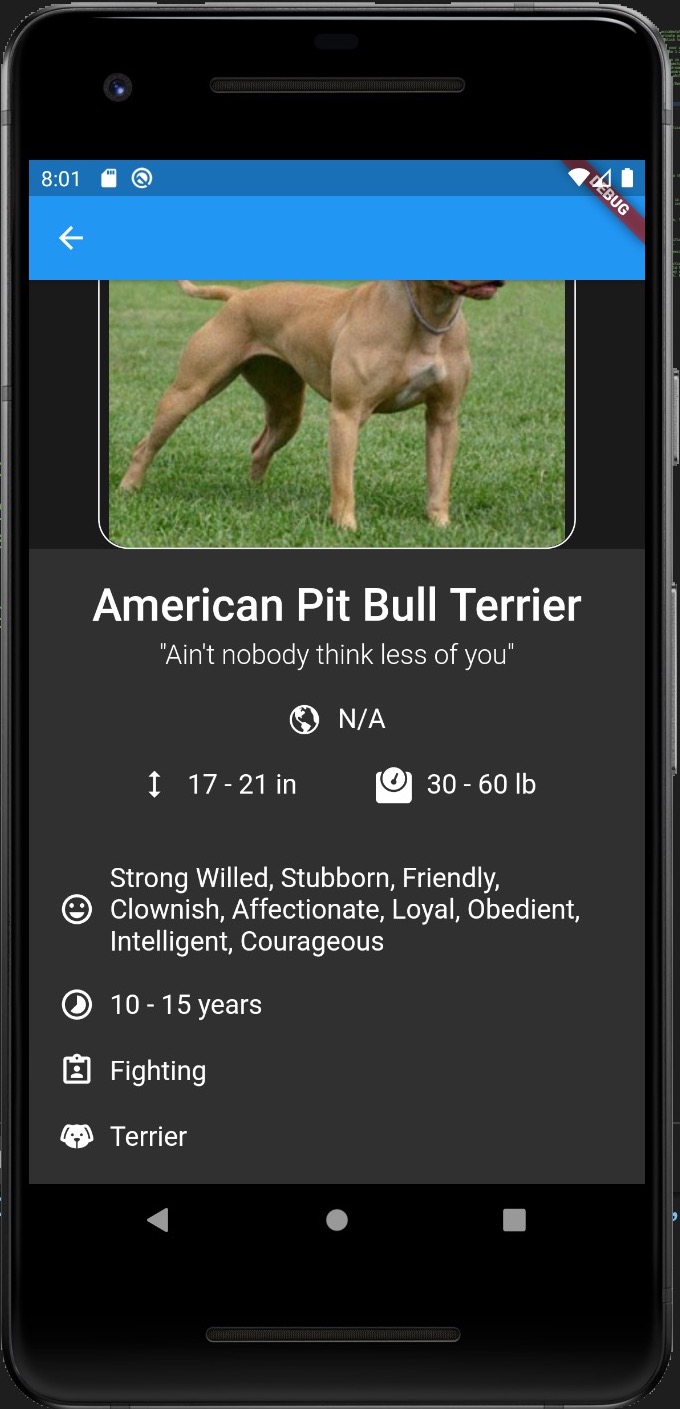 8:01
DEBUG
American Pit Bull Terrier
"Ain't nobody think less of you"
N/A
17 - 21 in
30 - 60 lb
Strong Willed, Stubborn, Friendly,
Clownish, Affectionate, Loyal, Obedient,
Intelligent, Courageous
10 - 15 years
Fighting
Terrier